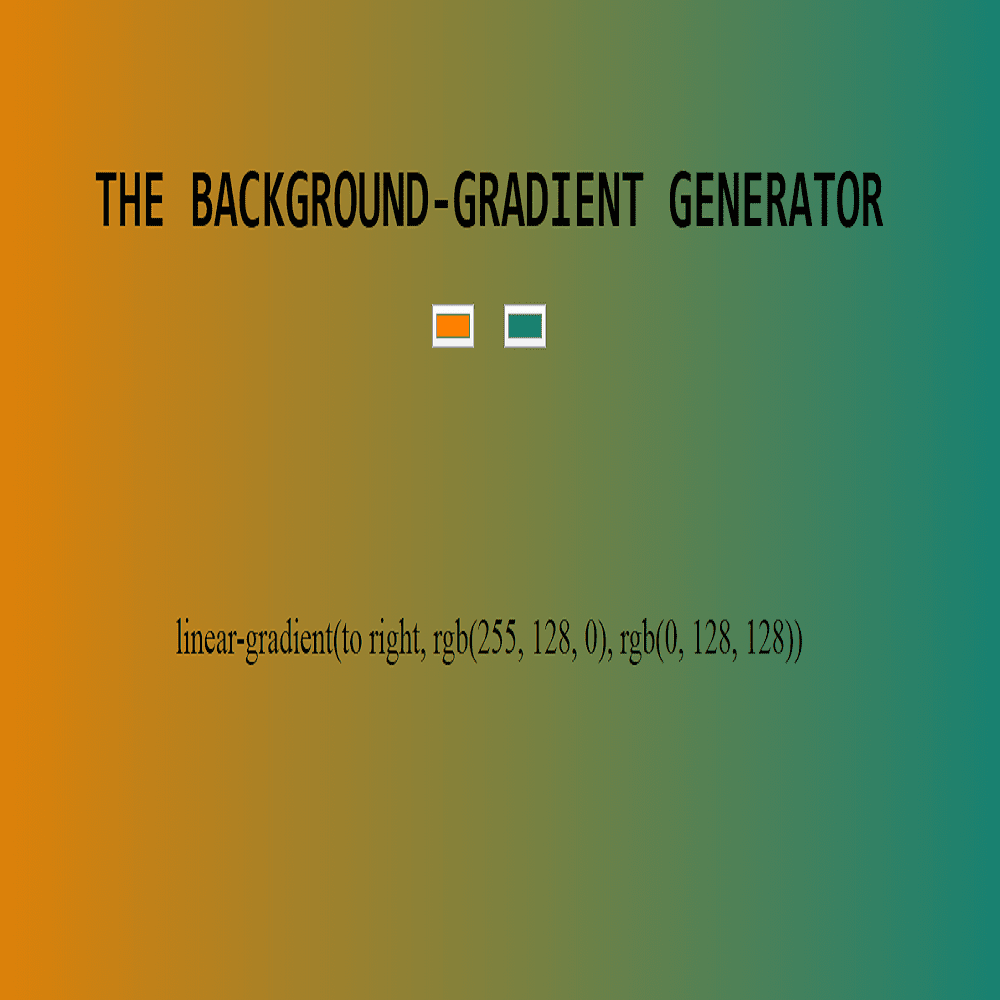 THE BACKGROUND-GRADIENT GENERATOR
linear-gradient(to right, rgb(255, 128, 0), rgb(0, 128, 128))